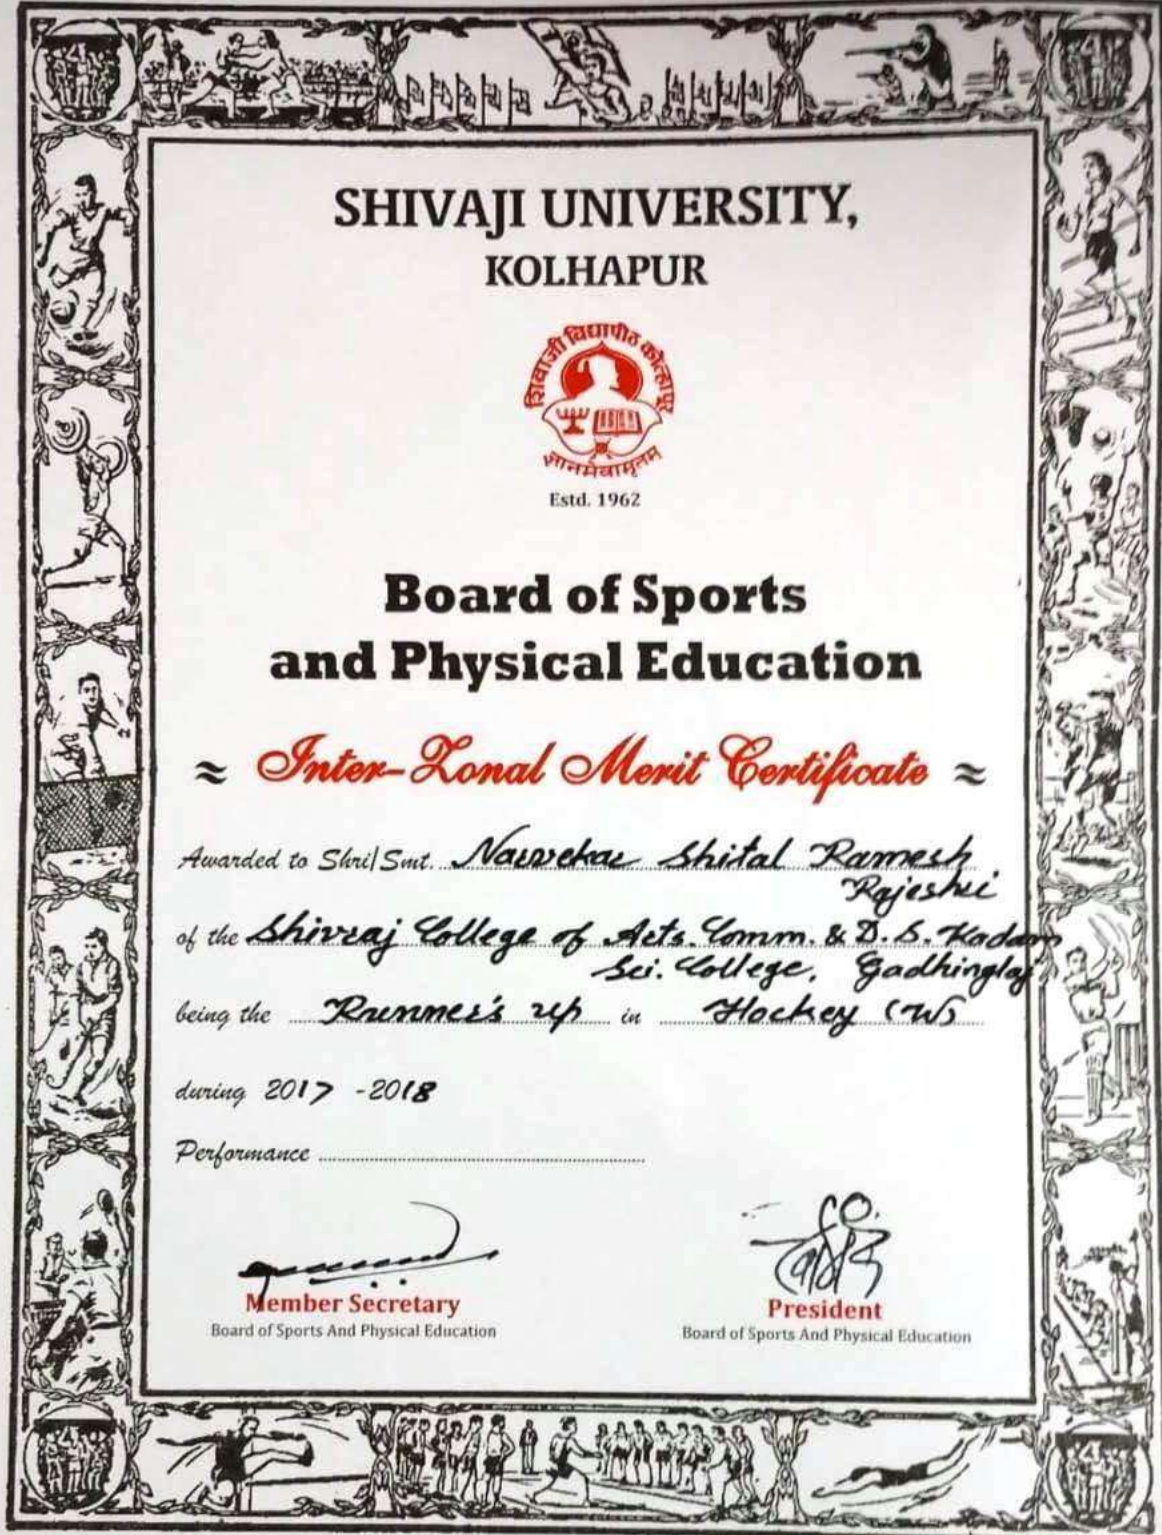 SHIVAJI UNIVERSITY,
KOLHAPUR
शिवाजी विद्यापीठ कोल्हापूर
ज्ञानमेवामृतम्
Estd. 1962
Board of Sports
and Physical Education
≈ Inter-Zonal Merit Certificate ≈
Awarded to Shri/Smt. Narvekar Shital Ramesh
Rajeshri
of the Shivraj College of Arts. Comm. & D. S. Kadam
Sci. College, Gadhinglaj
being the Runner's up in Hockey (W)
during 2017 - 2018
Performance
Member Secretary
Board of Sports And Physical Education
President
Board of Sports And Physical Education